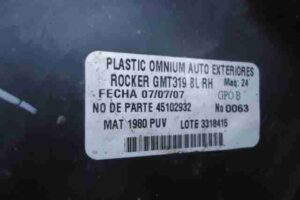 PLASTIC OMNIUM AUTO EXTERIORES
ROCKER GMT319 8L RH Maq. 24
FECHA 07/07/07 GPO B
NO DE PARTE 45102932 No 0063
MAT 1980 PUV LOTE 3318415